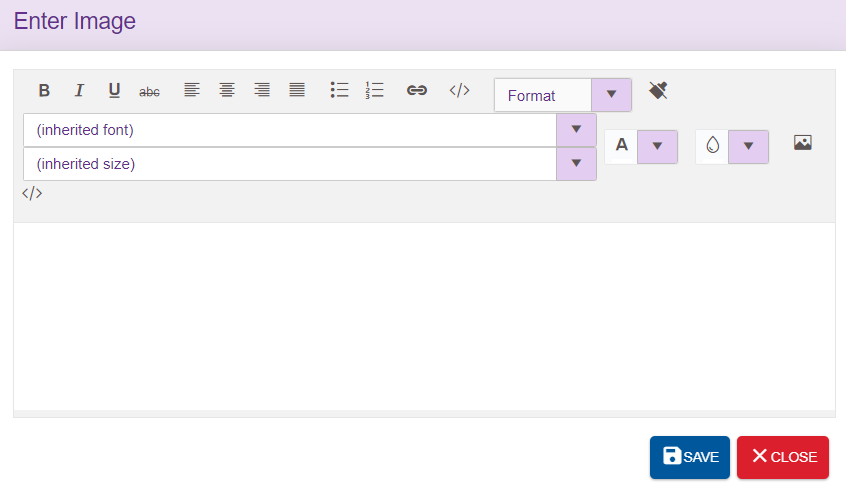 Enter Image
B I U abc </> Format
(inherited font)
A
(inherited size)
</>
SAVE CLOSE